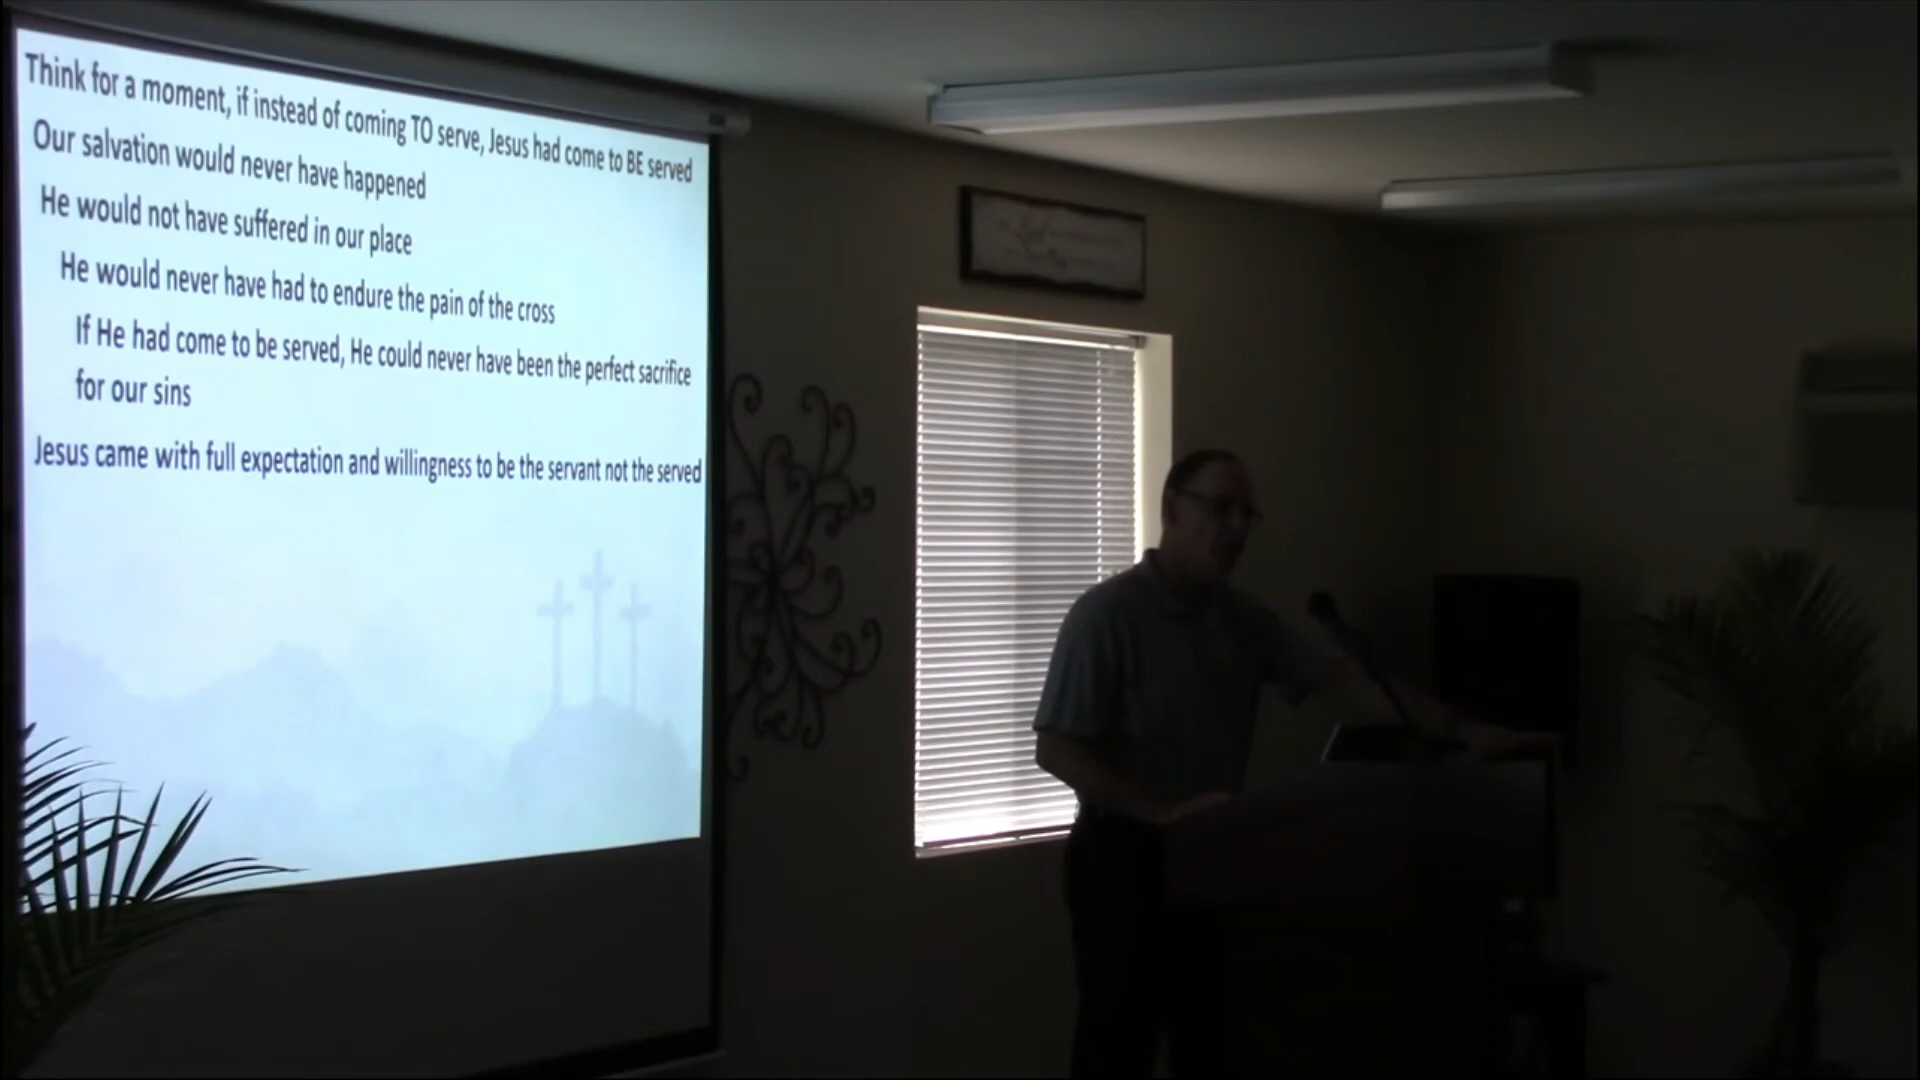 Think for a moment, if instead of coming TO serve, Jesus had come to BE served
Our salvation would never have happened
He would not have suffered in our place
He would never have had to endure the pain of the cross
If He had come to be served, He could never have been the perfect sacrifice
for our sins
Jesus came with full expectation and willingness to be the servant not the served
Lord